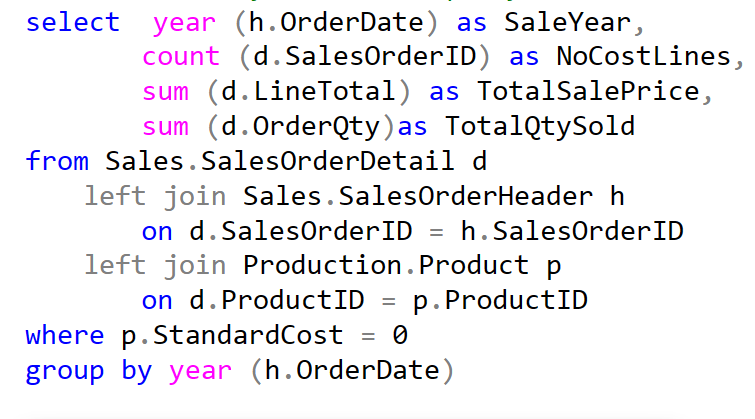 select  year (h.OrderDate) as SaleYear,
count (d.SalesOrderID) as NoCostLines,
sum (d.LineTotal) as TotalSalePrice,
sum (d.OrderQty)as TotalQtySold
from Sales.SalesOrderDetail d
left join Sales.SalesOrderHeader h
on d.SalesOrderID = h.SalesOrderID
left join Production.Product p
on d.ProductID = p.ProductID
where p.StandardCost = 0
group by year (h.OrderDate)